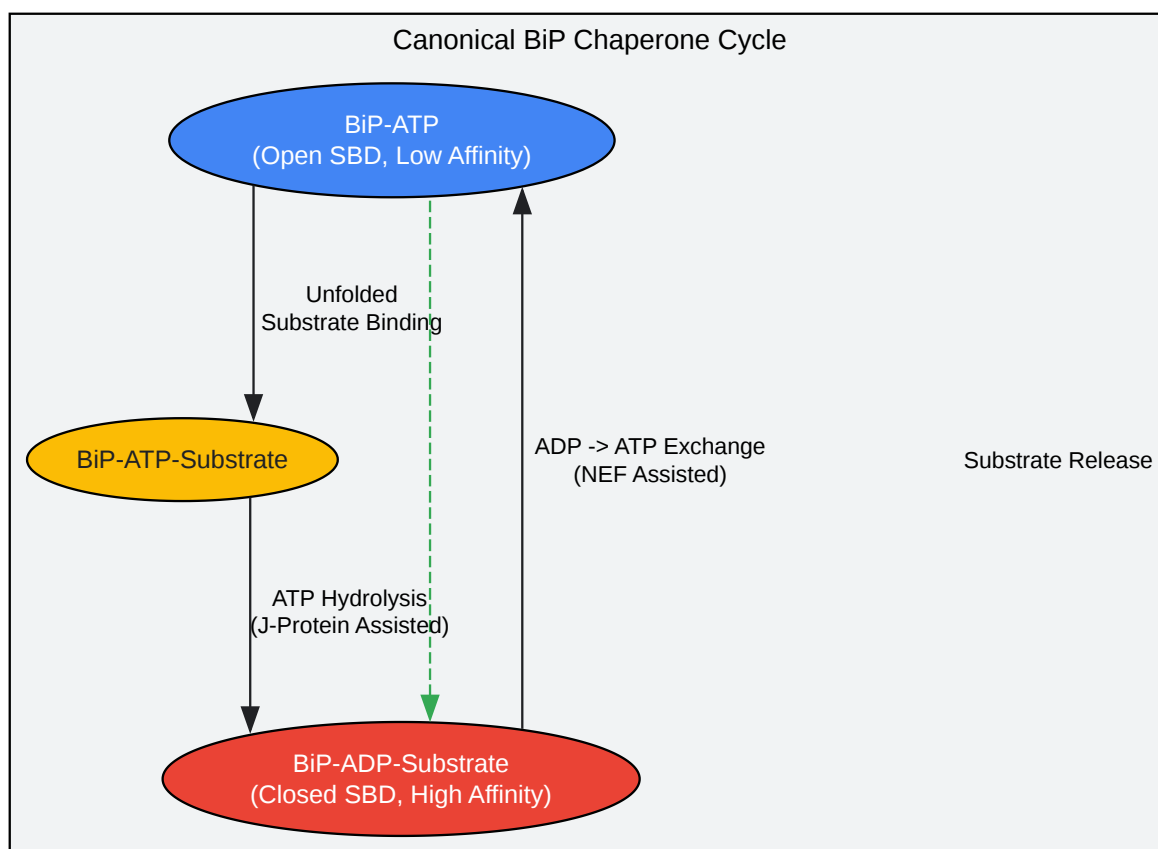 Canonical BiP Chaperone Cycle
BiP-ATP
(Open SBD, Low Affinity)
Unfolded
Substrate Binding
BiP-ATP-Substrate
ADP -> ATP Exchange
(NEF Assisted)
Substrate Release
ATP Hydrolysis
(J-Protein Assisted)
BiP-ADP-Substrate
(Closed SBD, High Affinity)